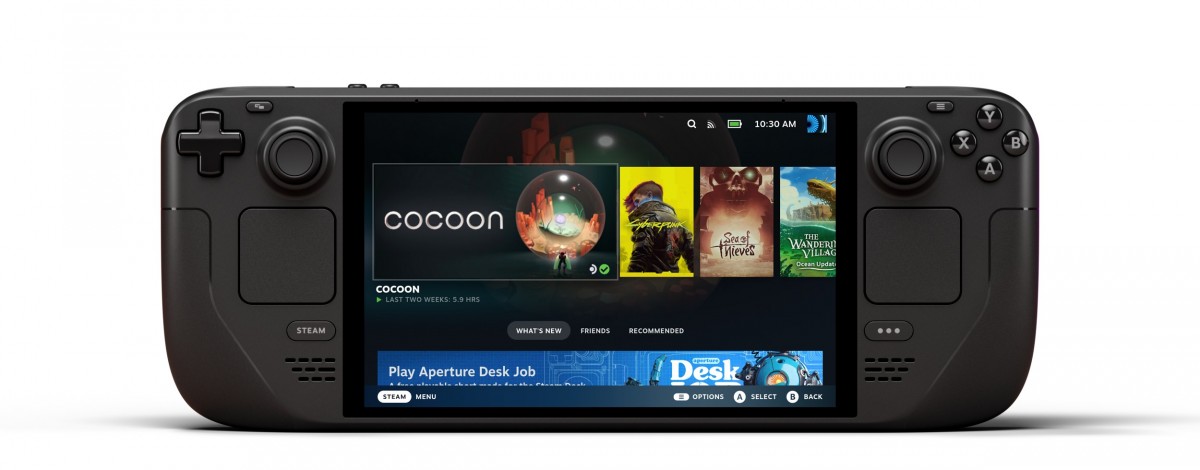 10:30 AM
Y
X
B
A
COCOON
Cyberpunk
Sea of
Thieves
THE
WANDERING
VILLAGE
Ocean Update
COCOON
LAST TWO WEEKS: 5.9 HRS
STEAM
WHAT'S NEW
FRIENDS
RECOMMENDED
Play Aperture Desk Job
A free playable short made for the Steam Deck
aperture
Desk
STEAM
MENU
OPTIONS
A
SELECT
B
BACK